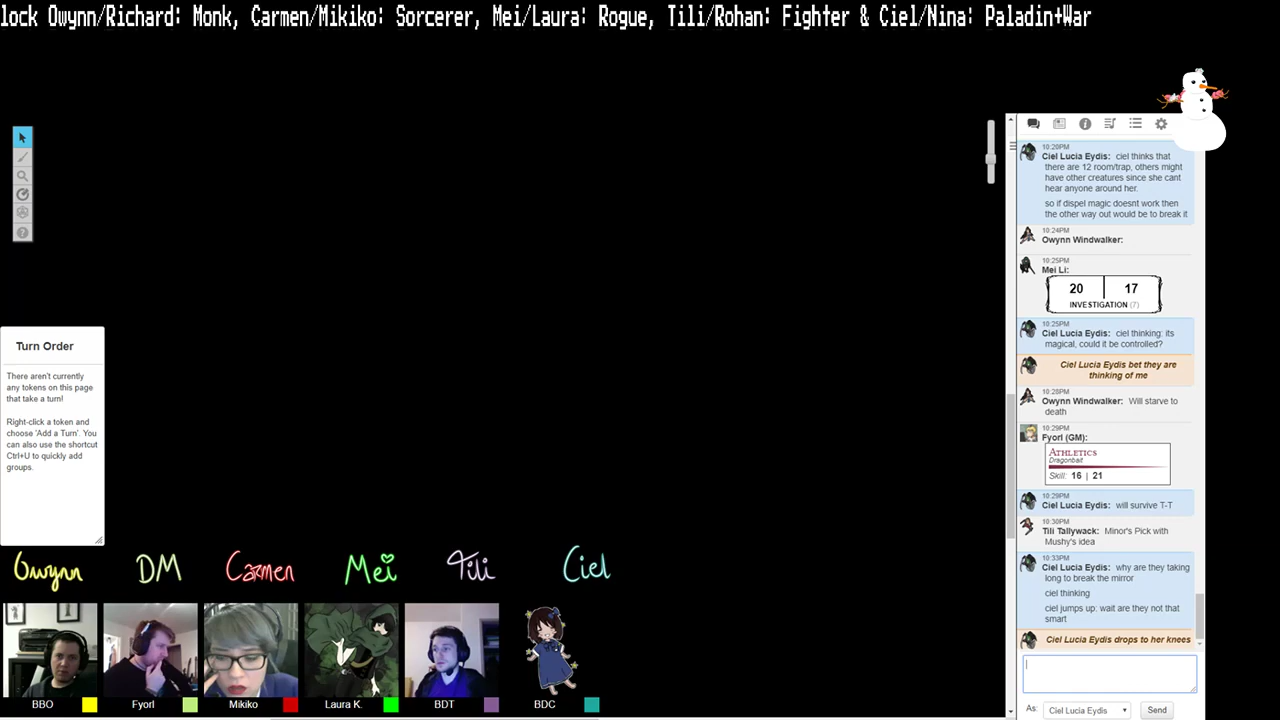 lock Owynn/Richard: Monk, Carmen/Mikiko: Sorcerer, Mei/Laura: Rogue, Tili/Rohan: Fighter & Ciel/Nina: Paladin+War
10:20PM
Ciel Lucia Eydis: ciel thinks that
there are 12 room/trap, others might
have other creatures since she cant
hear anyone around her.
so if dispel magic doesnt work then
the other way out would be to break it
10:24PM
Owynn Windwalker:
10:25PM
Mei Li:
20 17
INVESTIGATION (7)
10:25PM
Ciel Lucia Eydis: ciel thinking: its
magical, could it be controlled?
Ciel Lucia Eydis bet they are
thinking of me
10:28PM
Owynn Windwalker: Will starve to
death
10:29PM
Fyorl (GM):
ATHLETICS
Dragonbait
Skill: 16 | 21
10:29PM
Ciel Lucia Eydis: will survive T-T
10:30PM
Tili Tallywack: Minor's Pick with
Mushy's idea
10:33PM
Ciel Lucia Eydis: why are they taking
long to break the mirror
ciel thinking
ciel jumps up: wait are they not that
smart
Ciel Lucia Eydis drops to her knees
As: Ciel Lucia Eydis Send
Turn Order
There aren't currently
any tokens on this page
that take a turn!
Right-click a token and
choose 'Add a Turn'. You
can also use the shortcut
Ctrl+U to quickly add
groups.
Owynn DM Carmen Mei Tili Ciel
BBO Fyorl Mikiko Laura K. BDT BDC